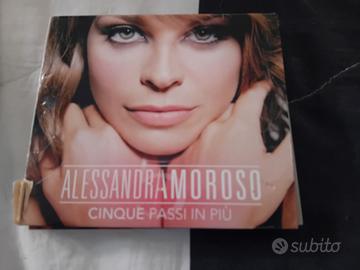 ALESSANDRAMOROSO
CINQUE PASSI IN PIÙ
subito